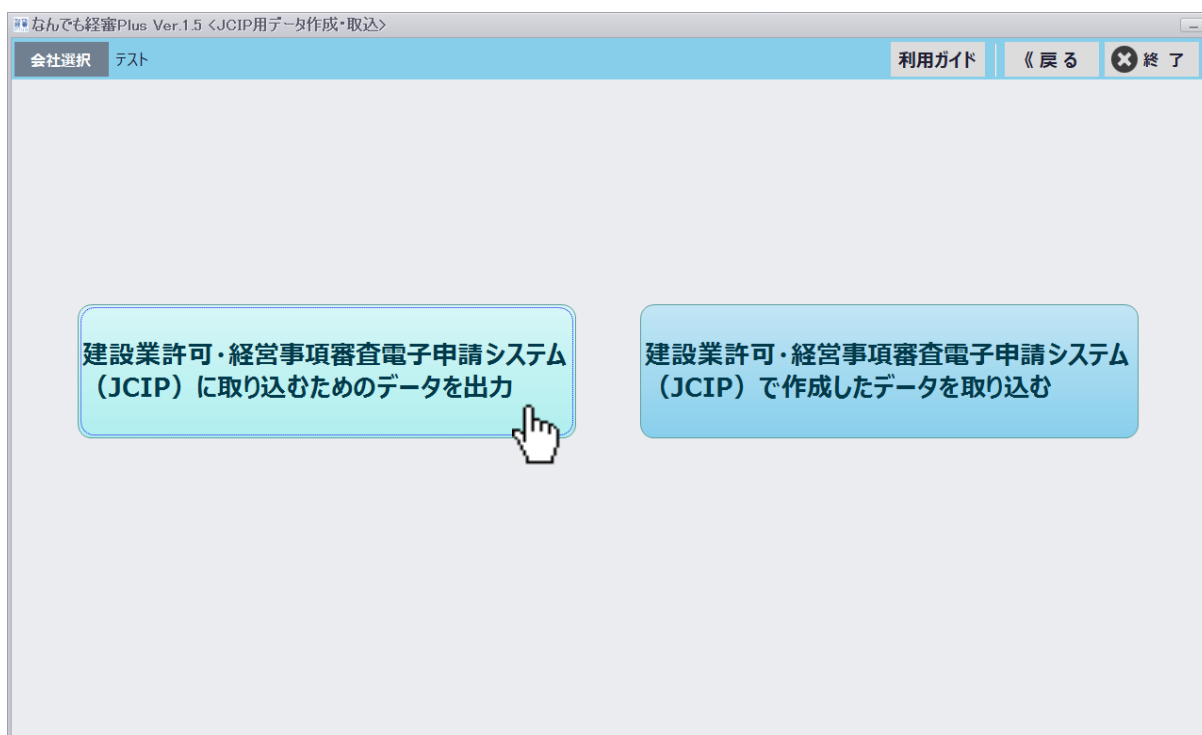 なんでも経審Plus Ver.1.5 <JCIP用データ作成・取込>
会社選択 テスト 利用ガイド 《戻る 終了
建設業許可・経営事項審査電子申請システム
（JCIP）に取り込むためのデータを出力
建設業許可・経営事項審査電子申請システム
（JCIP）で作成したデータを取り込む